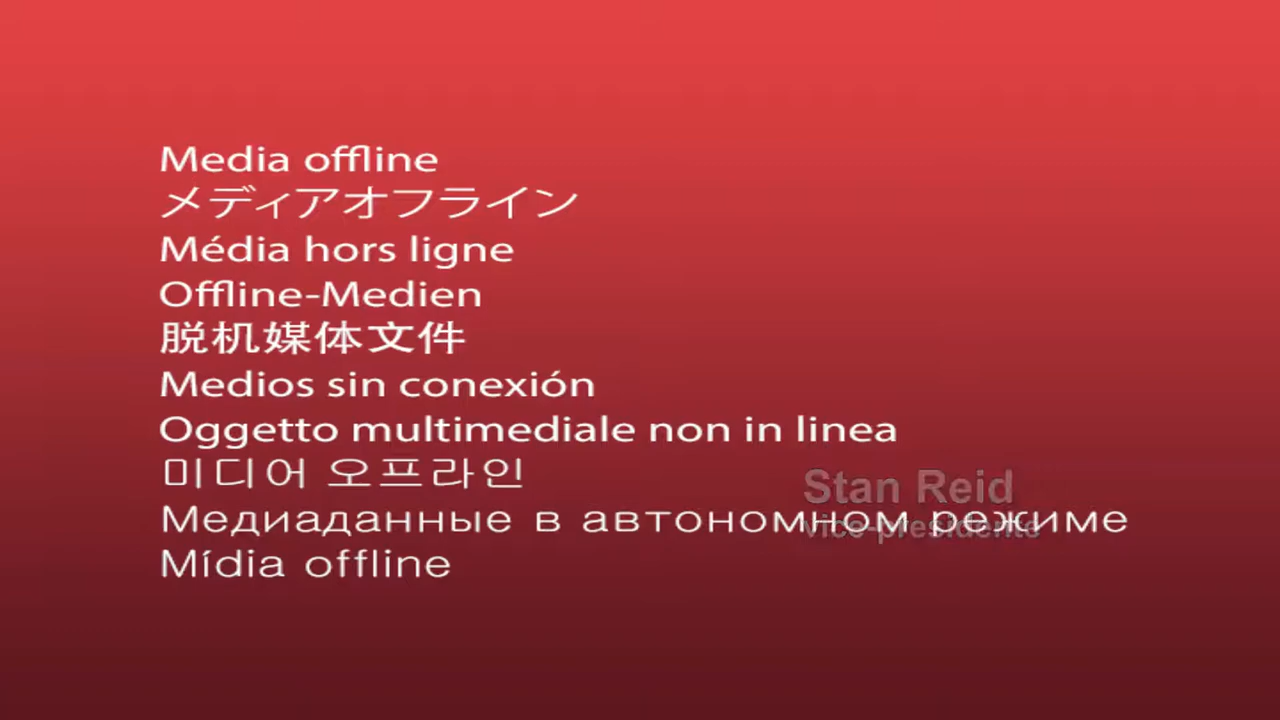 Media offline
メディアオフライン
Média hors ligne
Offline-Medien
脱机媒体文件
Medios sin conexión
Oggetto multimediale non in linea
미디어 오프라인
Stan Reid
Медиаданные в автономном режиме
vice-presidente
Mídia offline